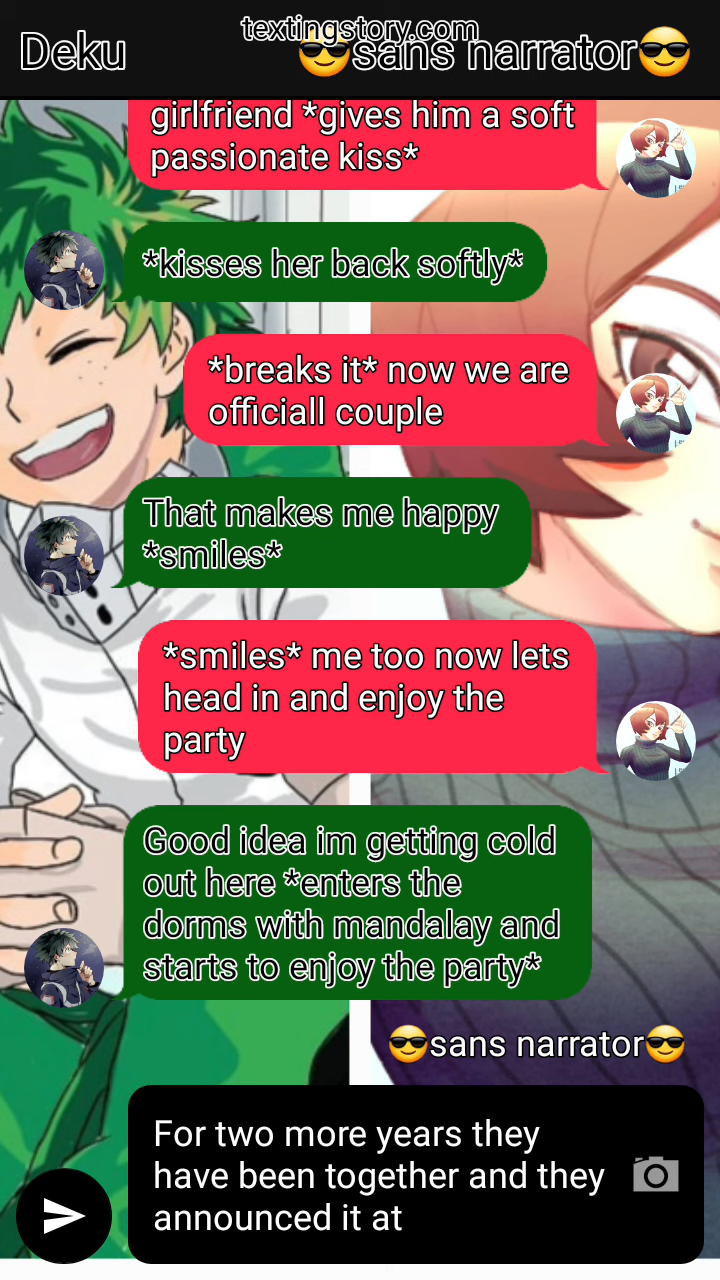 textingstory.com
Deku
😎sans narrator😎
girlfriend *gives him a soft
passionate kiss*
*kisses her back softly*
*breaks it* now we are
officiall couple
That makes me happy
*smiles*
*smiles* me too now lets
head in and enjoy the
party
Good idea im getting cold
out here *enters the
dorms with mandalay and
starts to enjoy the party*
😎sans narrator😎
For two more years they
have been together and they
announced it at